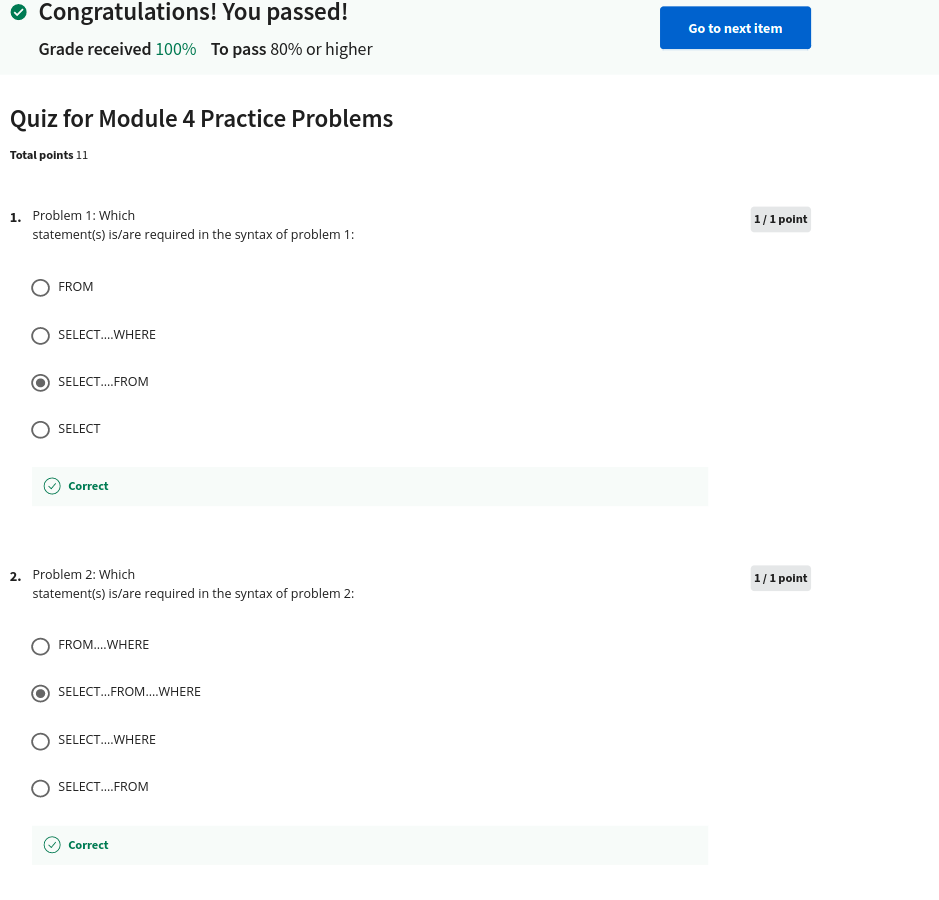 Congratulations! You passed!
Grade received 100% To pass 80% or higher
Go to next item
Quiz for Module 4 Practice Problems
Total points 11
1. Problem 1: Which
statement(s) is/are required in the syntax of problem 1:
1 / 1 point
FROM
SELECT....WHERE
SELECT....FROM
SELECT
Correct
2. Problem 2: Which
statement(s) is/are required in the syntax of problem 2:
1 / 1 point
FROM....WHERE
SELECT...FROM....WHERE
SELECT....WHERE
SELECT....FROM
Correct